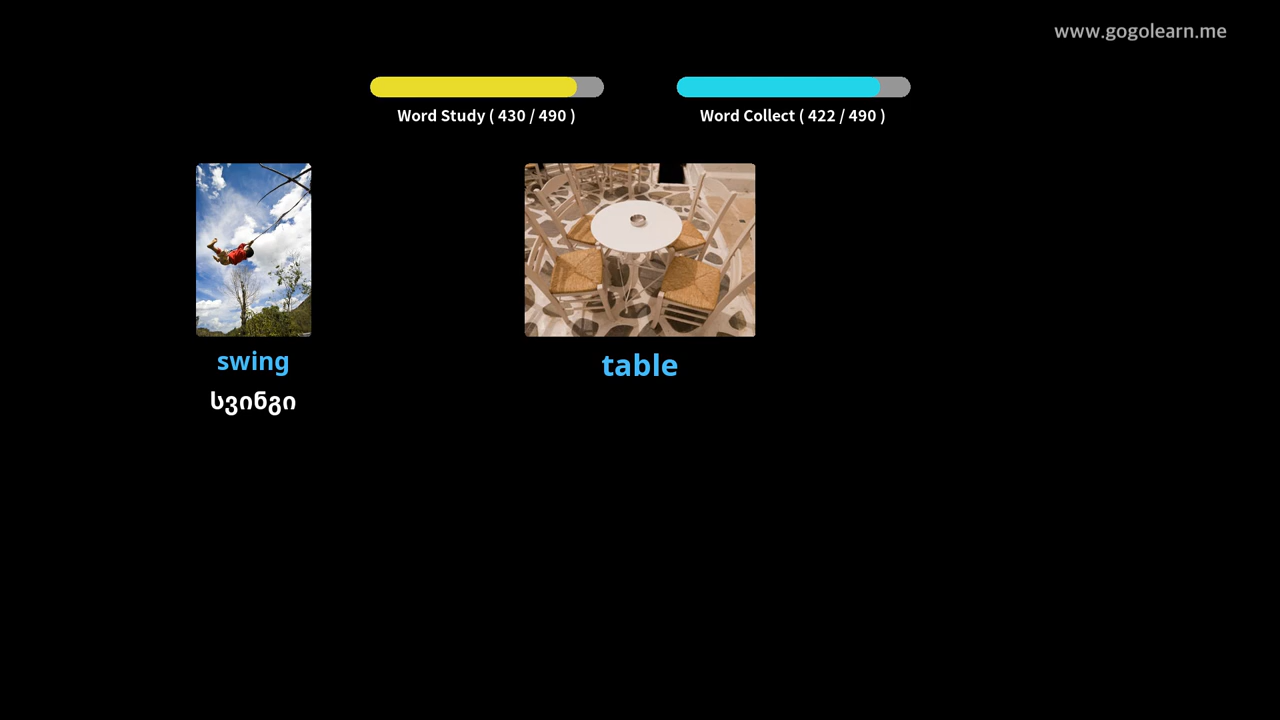 www.gogolearn.me
Word Study ( 430 / 490 )
Word Collect ( 422 / 490 )
swing
სვინგი
table